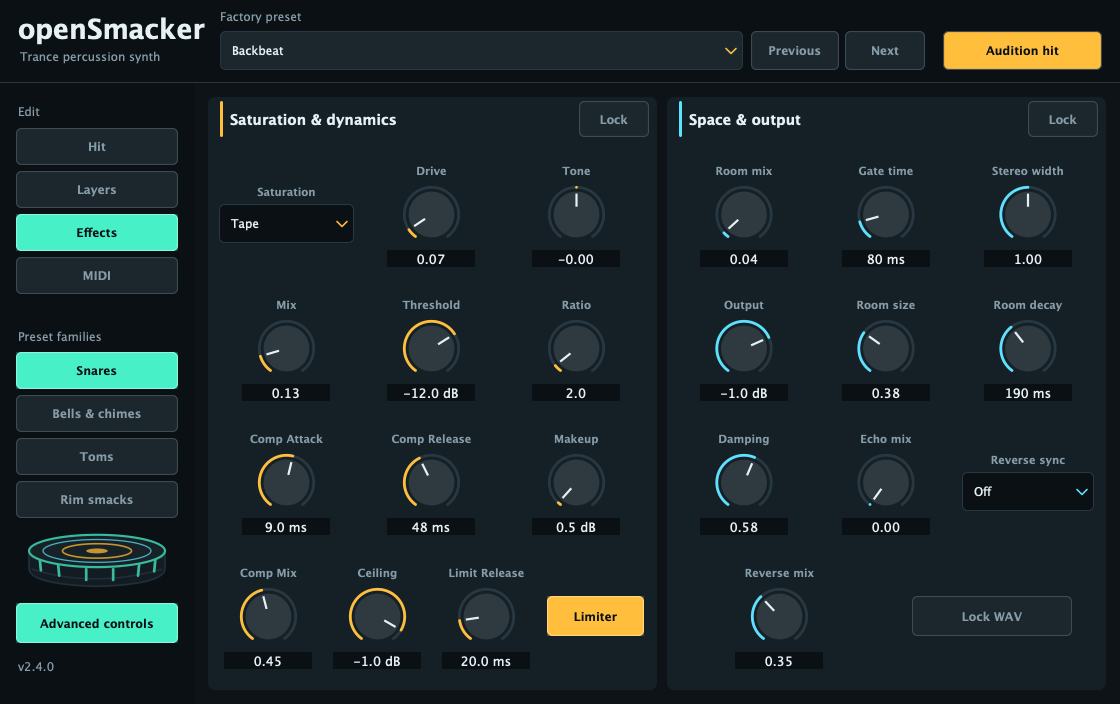 openSmacker
Trance percussion synth
Factory preset
Backbeat
Previous
Next
Audition hit
Edit
Hit
Layers
Effects
MIDI
Preset families
Snares
Bells & chimes
Toms
Rim smacks
Advanced controls
v2.4.0
Saturation & dynamics
Lock
Saturation
Tape
Drive
0.07
Tone
-0.00
Mix
0.13
Threshold
-12.0 dB
Ratio
2.0
Comp Attack
9.0 ms
Comp Release
48 ms
Makeup
0.5 dB
Comp Mix
0.45
Ceiling
-1.0 dB
Limit Release
20.0 ms
Limiter
Space & output
Lock
Room mix
0.04
Gate time
80 ms
Stereo width
1.00
Output
-1.0 dB
Room size
0.38
Room decay
190 ms
Damping
0.58
Echo mix
0.00
Reverse sync
Off
Reverse mix
0.35
Lock WAV